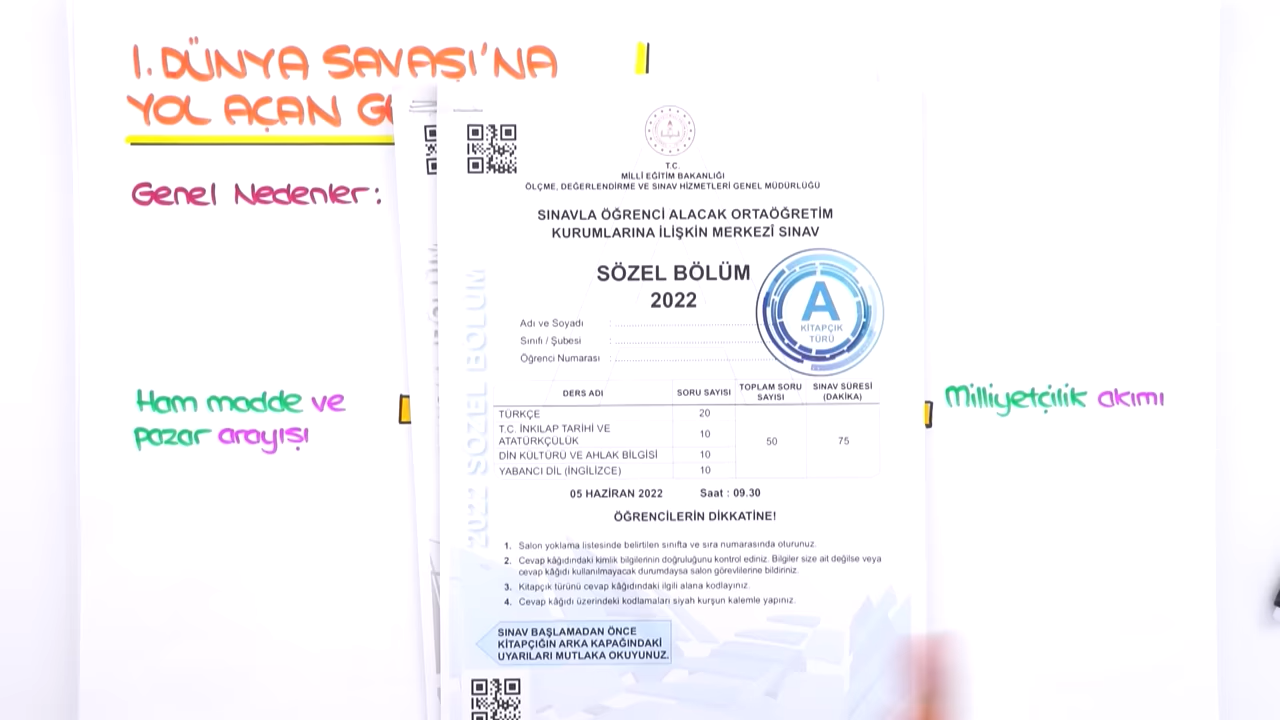 I. DÜNYA SAVAŞI'NA
YOL AÇAN
Genel Nedenler:
Ham madde ve
pazar arayışı
Milliyetçilik akımı
T.C.
MİLLÎ EĞİTİM BAKANLIĞI
ÖLÇME, DEĞERLENDİRME VE SINAV HİZMETLERİ GENEL MÜDÜRLÜĞÜ
SINAVLA ÖĞRENCİ ALACAK ORTAÖĞRETİM
KURUMLARINA İLİŞKİN MERKEZÎ SINAV
SÖZEL BÖLÜM
2022
A
KİTAPÇIK
TÜRÜ
Adı ve Soyadı :
Sınıfı / Şubesi :
Öğrenci Numarası :
DERS ADI SORU SAYISI TOPLAM SORU SAYISI SINAV SÜRESİ (DAKİKA)
TÜRKÇE 20
T.C. İNKILAP TARİHİ VE
ATATÜRKÇÜLÜK 10 50 75
DİN KÜLTÜRÜ VE AHLAK BİLGİSİ 10
YABANCI DİL (İNGİLİZCE) 10
05 HAZİRAN 2022 Saat : 09.30
ÖĞRENCİLERİN DİKKATİNE!
1. Salon yoklama listesinde belirtilen sınıfta ve sıra numarasında oturunuz.
2. Cevap kâğıdındaki kimlik bilgilerinin doğruluğunu kontrol ediniz. Bilgiler size ait değilse veya
cevap kâğıdı kullanılmayacak durumdaysa salon görevlilerine bildiriniz.
3. Kitapçık türünü cevap kâğıdındaki ilgili alana kodlayınız.
4. Cevap kâğıdı üzerindeki kodlamaları siyah kurşun kalemle yapınız.
SINAV BAŞLAMADAN ÖNCE
KİTAPÇIĞIN ARKA KAPAĞINDAKİ
UYARILARI MUTLAKA OKUYUNUZ.
2022 SÖZEL BÖLÜM